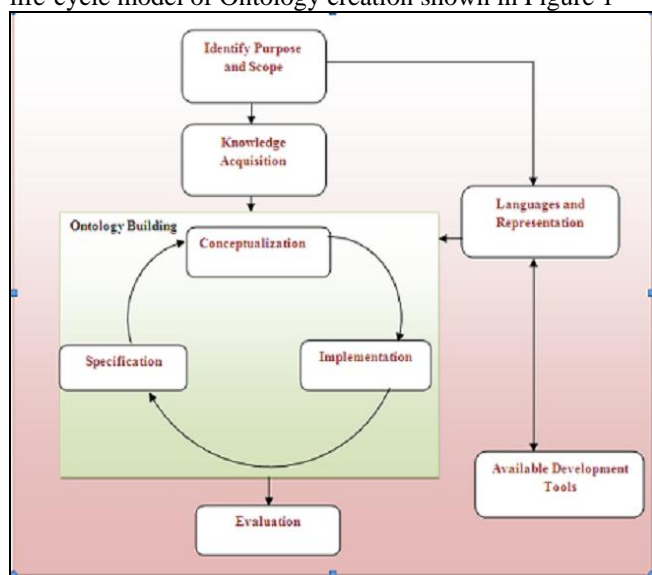 life-cycle model of Ontology creation shown in Figure 1
Identify Purpose
and Scope
Knowledge
Acquisition
Languages and
Representation
Ontology Building
Conceptualization
Specification
Implementation
Available Development
Tools
Evaluation